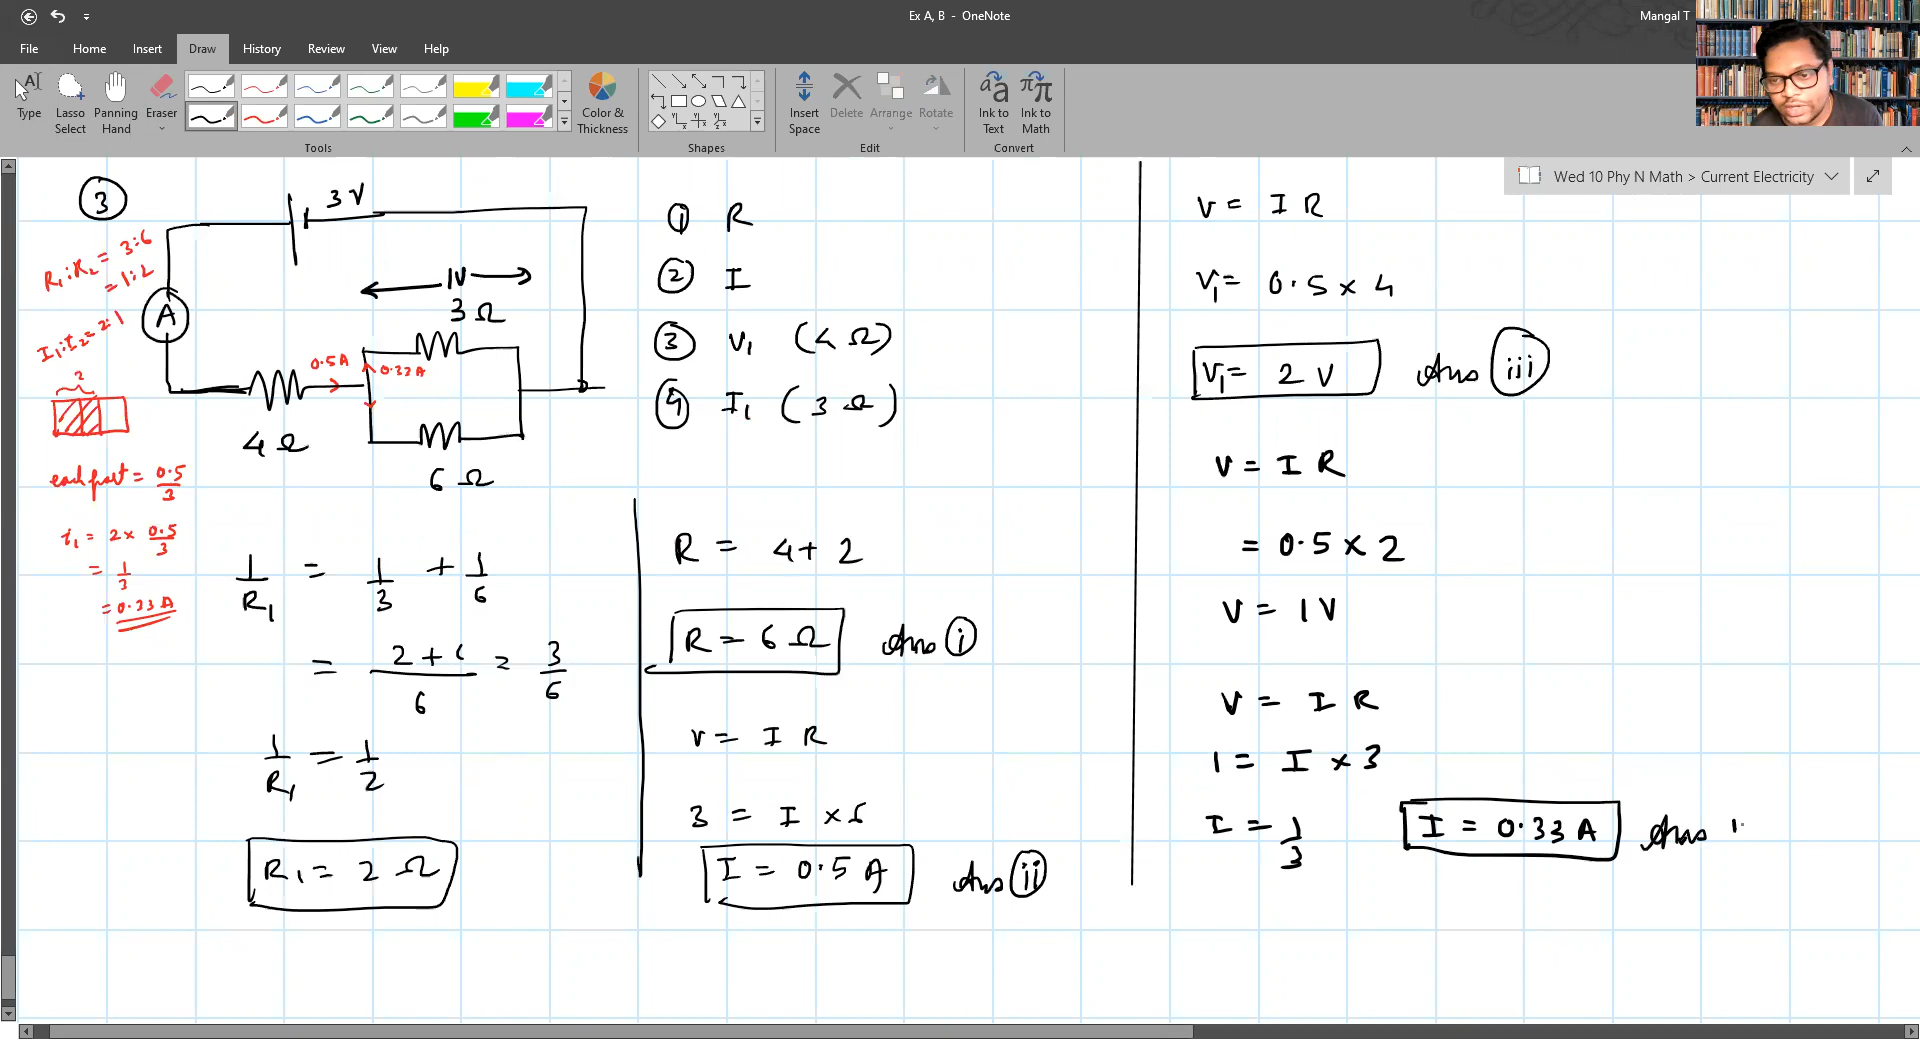 Ex A, B - OneNote
Mangal T
File Home Insert Draw History Review View Help
Type
Lasso Select
Panning Hand
Eraser
Color & Thickness
Insert Space
Delete
Arrange
Rotate
Ink to Text
Ink to Math
Tools
Shapes
Edit
Convert
Wed 10 Phy N Math > Current Electricity
3
3 V
R₁:R₂ = 3:6
= 1:2
A
I₁:I₂ = 2:1
2
1V
3 Ω
0.5A
0.33A
4 Ω
6 Ω
each part = 0.5/3
i₁ = 2 × 0.5/3
= 1/3
= 0.33 A
1/R₁ = 1/3 + 1/6
= 2 + 1/6 = 3/6
1/R₁ = 1/2
R₁ = 2 Ω
① R
② I
③ V₁ (4 Ω)
④ I₁ (3 Ω)
R = 4 + 2
R = 6 Ω Ans ⓘ
V = I R
3 = I × 6
I = 0.5 A Ans ii
V = I R
V₁ = 0.5 × 4
V₁ = 2 V Ans iii
V = I R
= 0.5 × 2
V = 1V
V = I R
1 = I × 3
I = 1/3
I = 0.33 A Ans